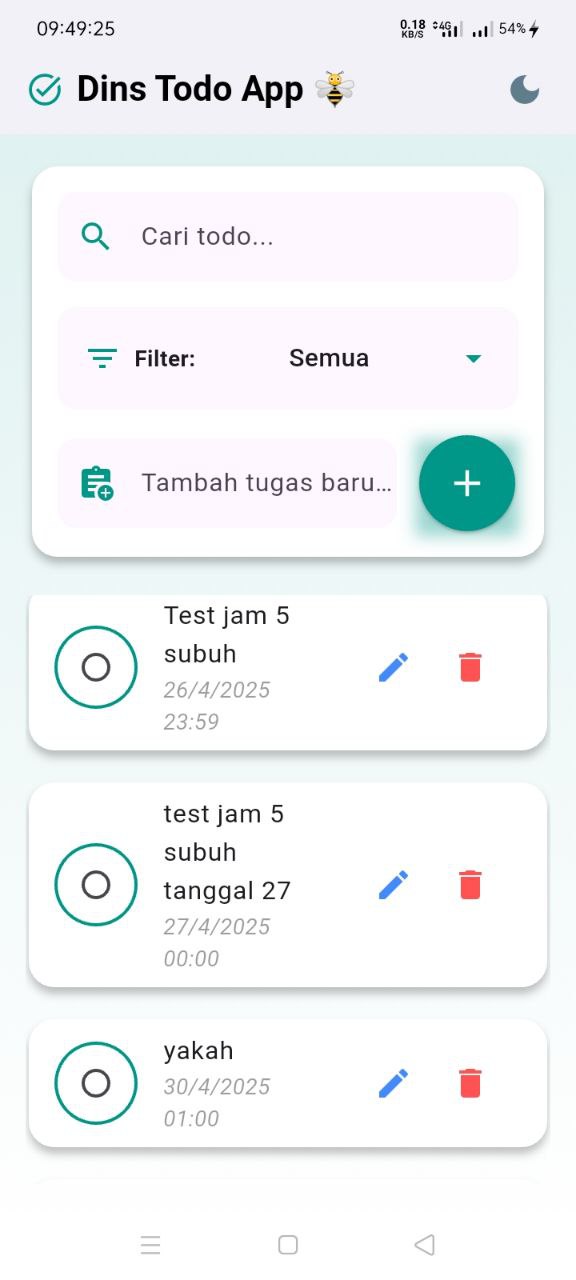 09:49:25
0.18 KB/S 4G 54%
Dins Todo App
Cari todo...
Filter: Semua
Tambah tugas baru...
Test jam 5
subuh
26/4/2025
23:59
test jam 5
subuh
tanggal 27
27/4/2025
00:00
yakah
30/4/2025
01:00